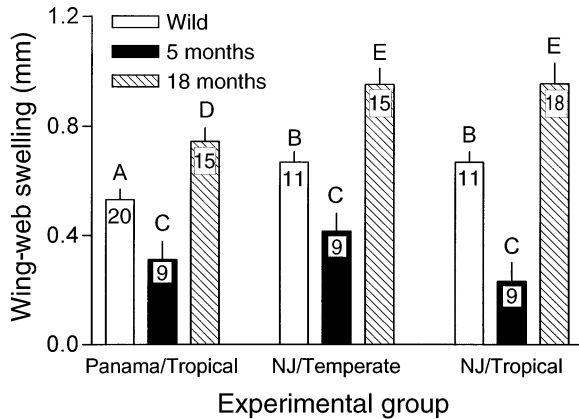 Wing-web swelling (mm)
1.2
0.8
0.4
0.0
Wild
5 months
18 months
A
20
C
9
D
15
B
11
C
9
E
15
B
11
C
9
E
18
Panama/Tropical NJ/Temperate NJ/Tropical
Experimental group